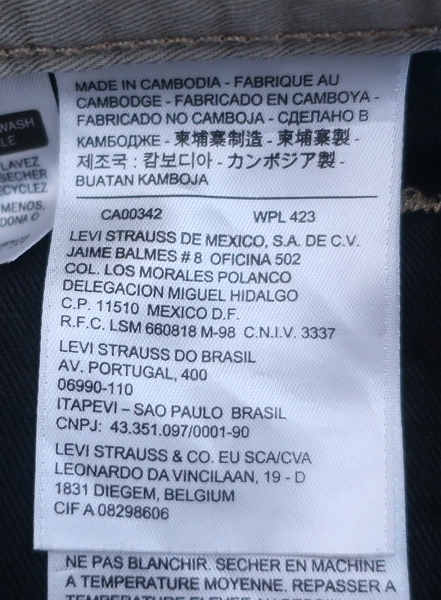 MADE IN CAMBODIA - FABRIQUE AU
CAMBODGE - FABRICADO EN CAMBOYA -
FABRICADO NO CAMBOJA - СДЕЛАНО В
КАМБОДЖЕ - 柬埔寨制造 - 柬埔寨製 -
제조국 : 캄보디아 - カンボジア製 -
BUATAN KAMBOJA
CA00342 WPL 423
LEVI STRAUSS DE MEXICO, S.A. DE C.V.
JAIME BALMES # 8 OFICINA 502
COL. LOS MORALES POLANCO
DELEGACION MIGUEL HIDALGO
C.P. 11510 MEXICO D.F.
R.F.C. LSM 660818 M-98 C.N.I.V. 3337
LEVI STRAUSS DO BRASIL
AV. PORTUGAL, 400
06990-110
ITAPEVI – SAO PAULO BRASIL
CNPJ: 43.351.097/0001-90
LEVI STRAUSS & CO. EU SCA/CVA
LEONARDO DA VINCILAAN, 19 - D
1831 DIEGEM, BELGIUM
CIF A 08298606
NE PAS BLANCHIR. SECHER EN MACHINE
A TEMPERATURE MOYENNE. REPASSER A
WASH
LAVEZ
SECHER
MENOS,